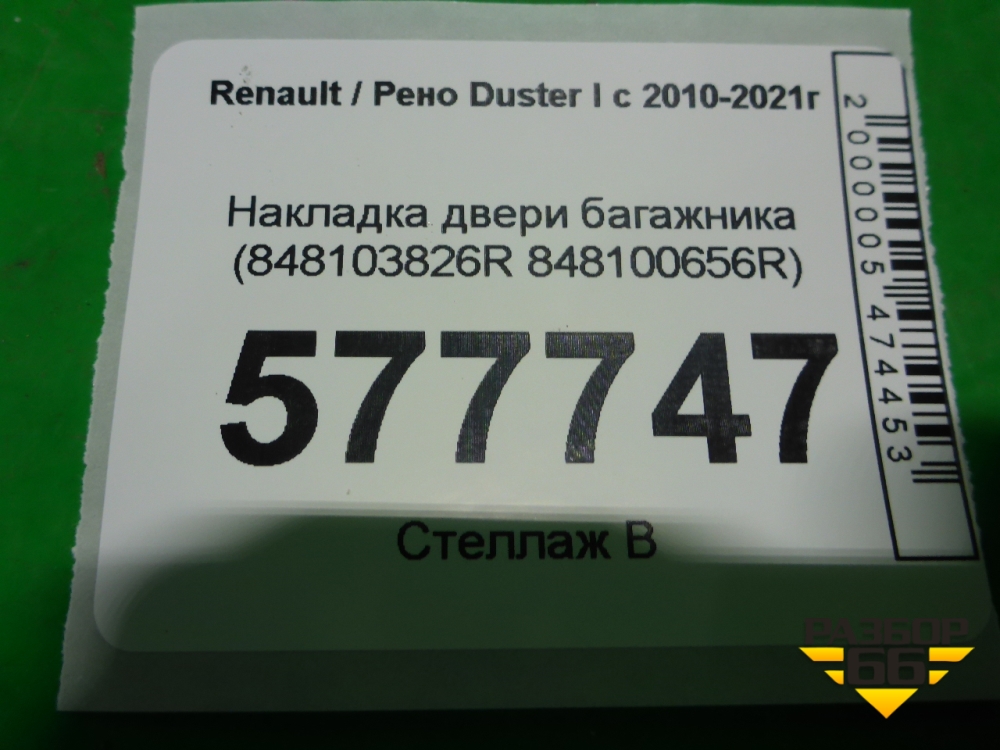 Renault / Рено Duster I с 2010-2021г
Накладка двери багажника
(848103826R 848100656R)
577747
Стеллаж В
2000005474453
РАЗБОР
66